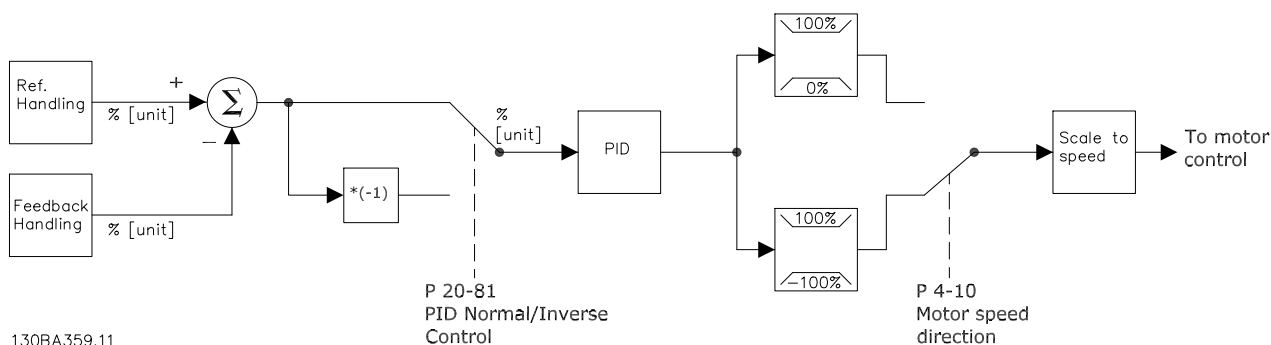 Ref.
Handling
+
% [unit]
Σ
−
Feedback
Handling
% [unit]
*(-1)
%
[unit]
P 20-81
PID Normal/Inverse
Control
PID
100%
0%
100%
-100%
P 4-10
Motor speed
direction
Scale to
speed
To motor
control
130BA359.11